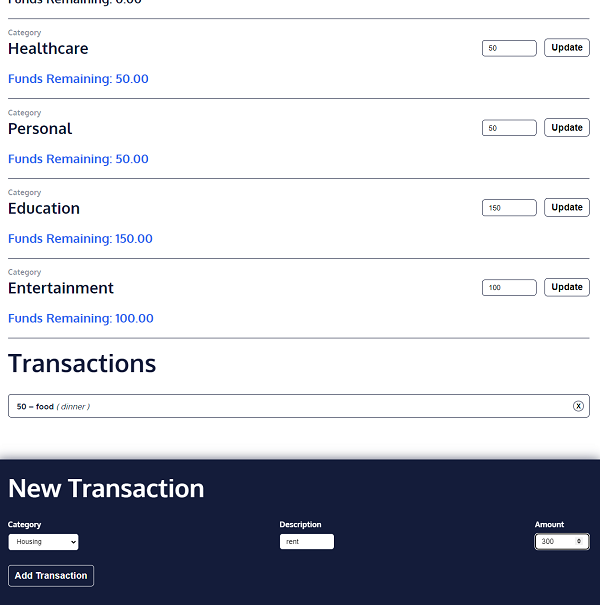 Funds Remaining: 0.00
Category
Healthcare
50
Update
Funds Remaining: 50.00
Category
Personal
50
Update
Funds Remaining: 50.00
Category
Education
150
Update
Funds Remaining: 150.00
Category
Entertainment
100
Update
Funds Remaining: 100.00
Transactions
50 – food ( dinner ) X
New Transaction
Category Description Amount
Housing rent 300
Add Transaction